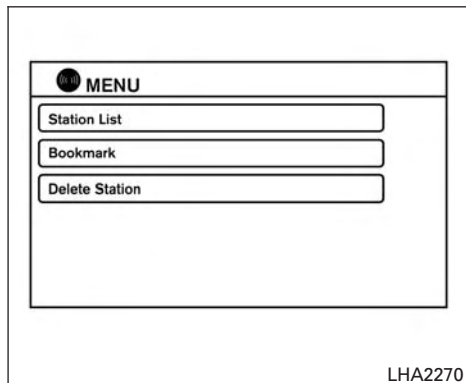 MENU
Station List
Bookmark
Delete Station
LHA2270